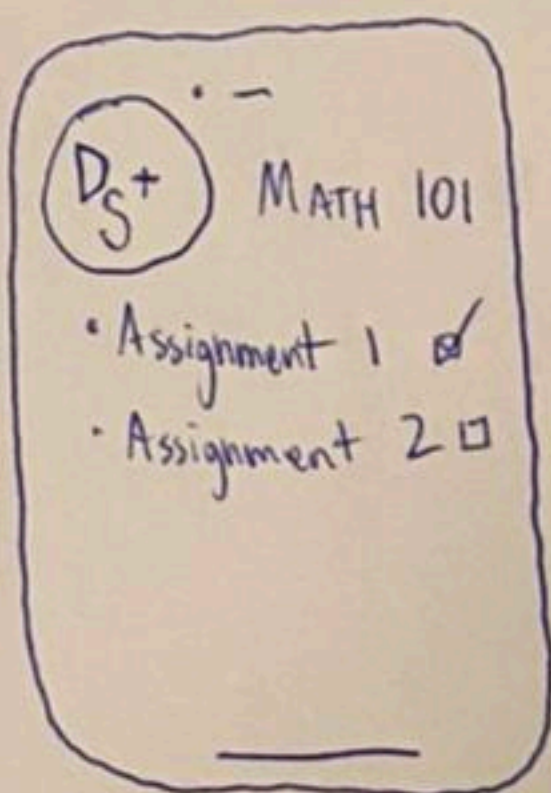 DS+
MATH 101
• Assignment 1 ☑
• Assignment 2 ☐